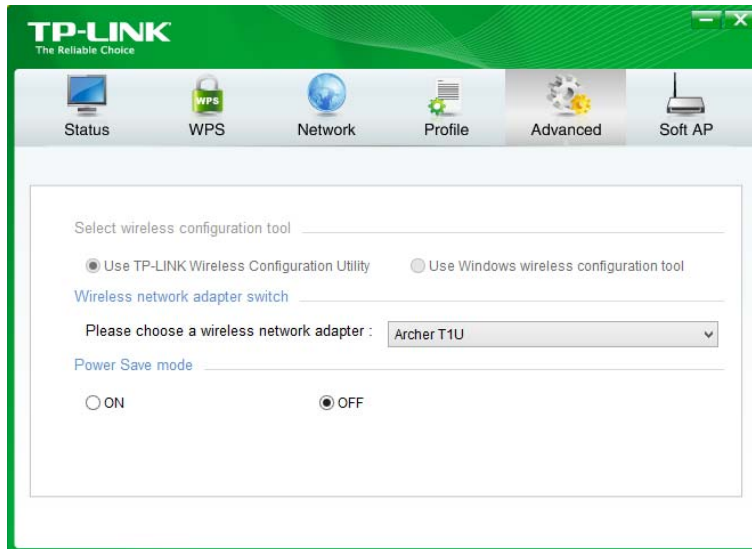 TP-LINK
The Reliable Choice
Status WPS Network Profile Advanced Soft AP
WPS
Select wireless configuration tool
Use TP-LINK Wireless Configuration Utility Use Windows wireless configuration tool
Wireless network adapter switch
Please choose a wireless network adapter : Archer T1U
Power Save mode
ON OFF